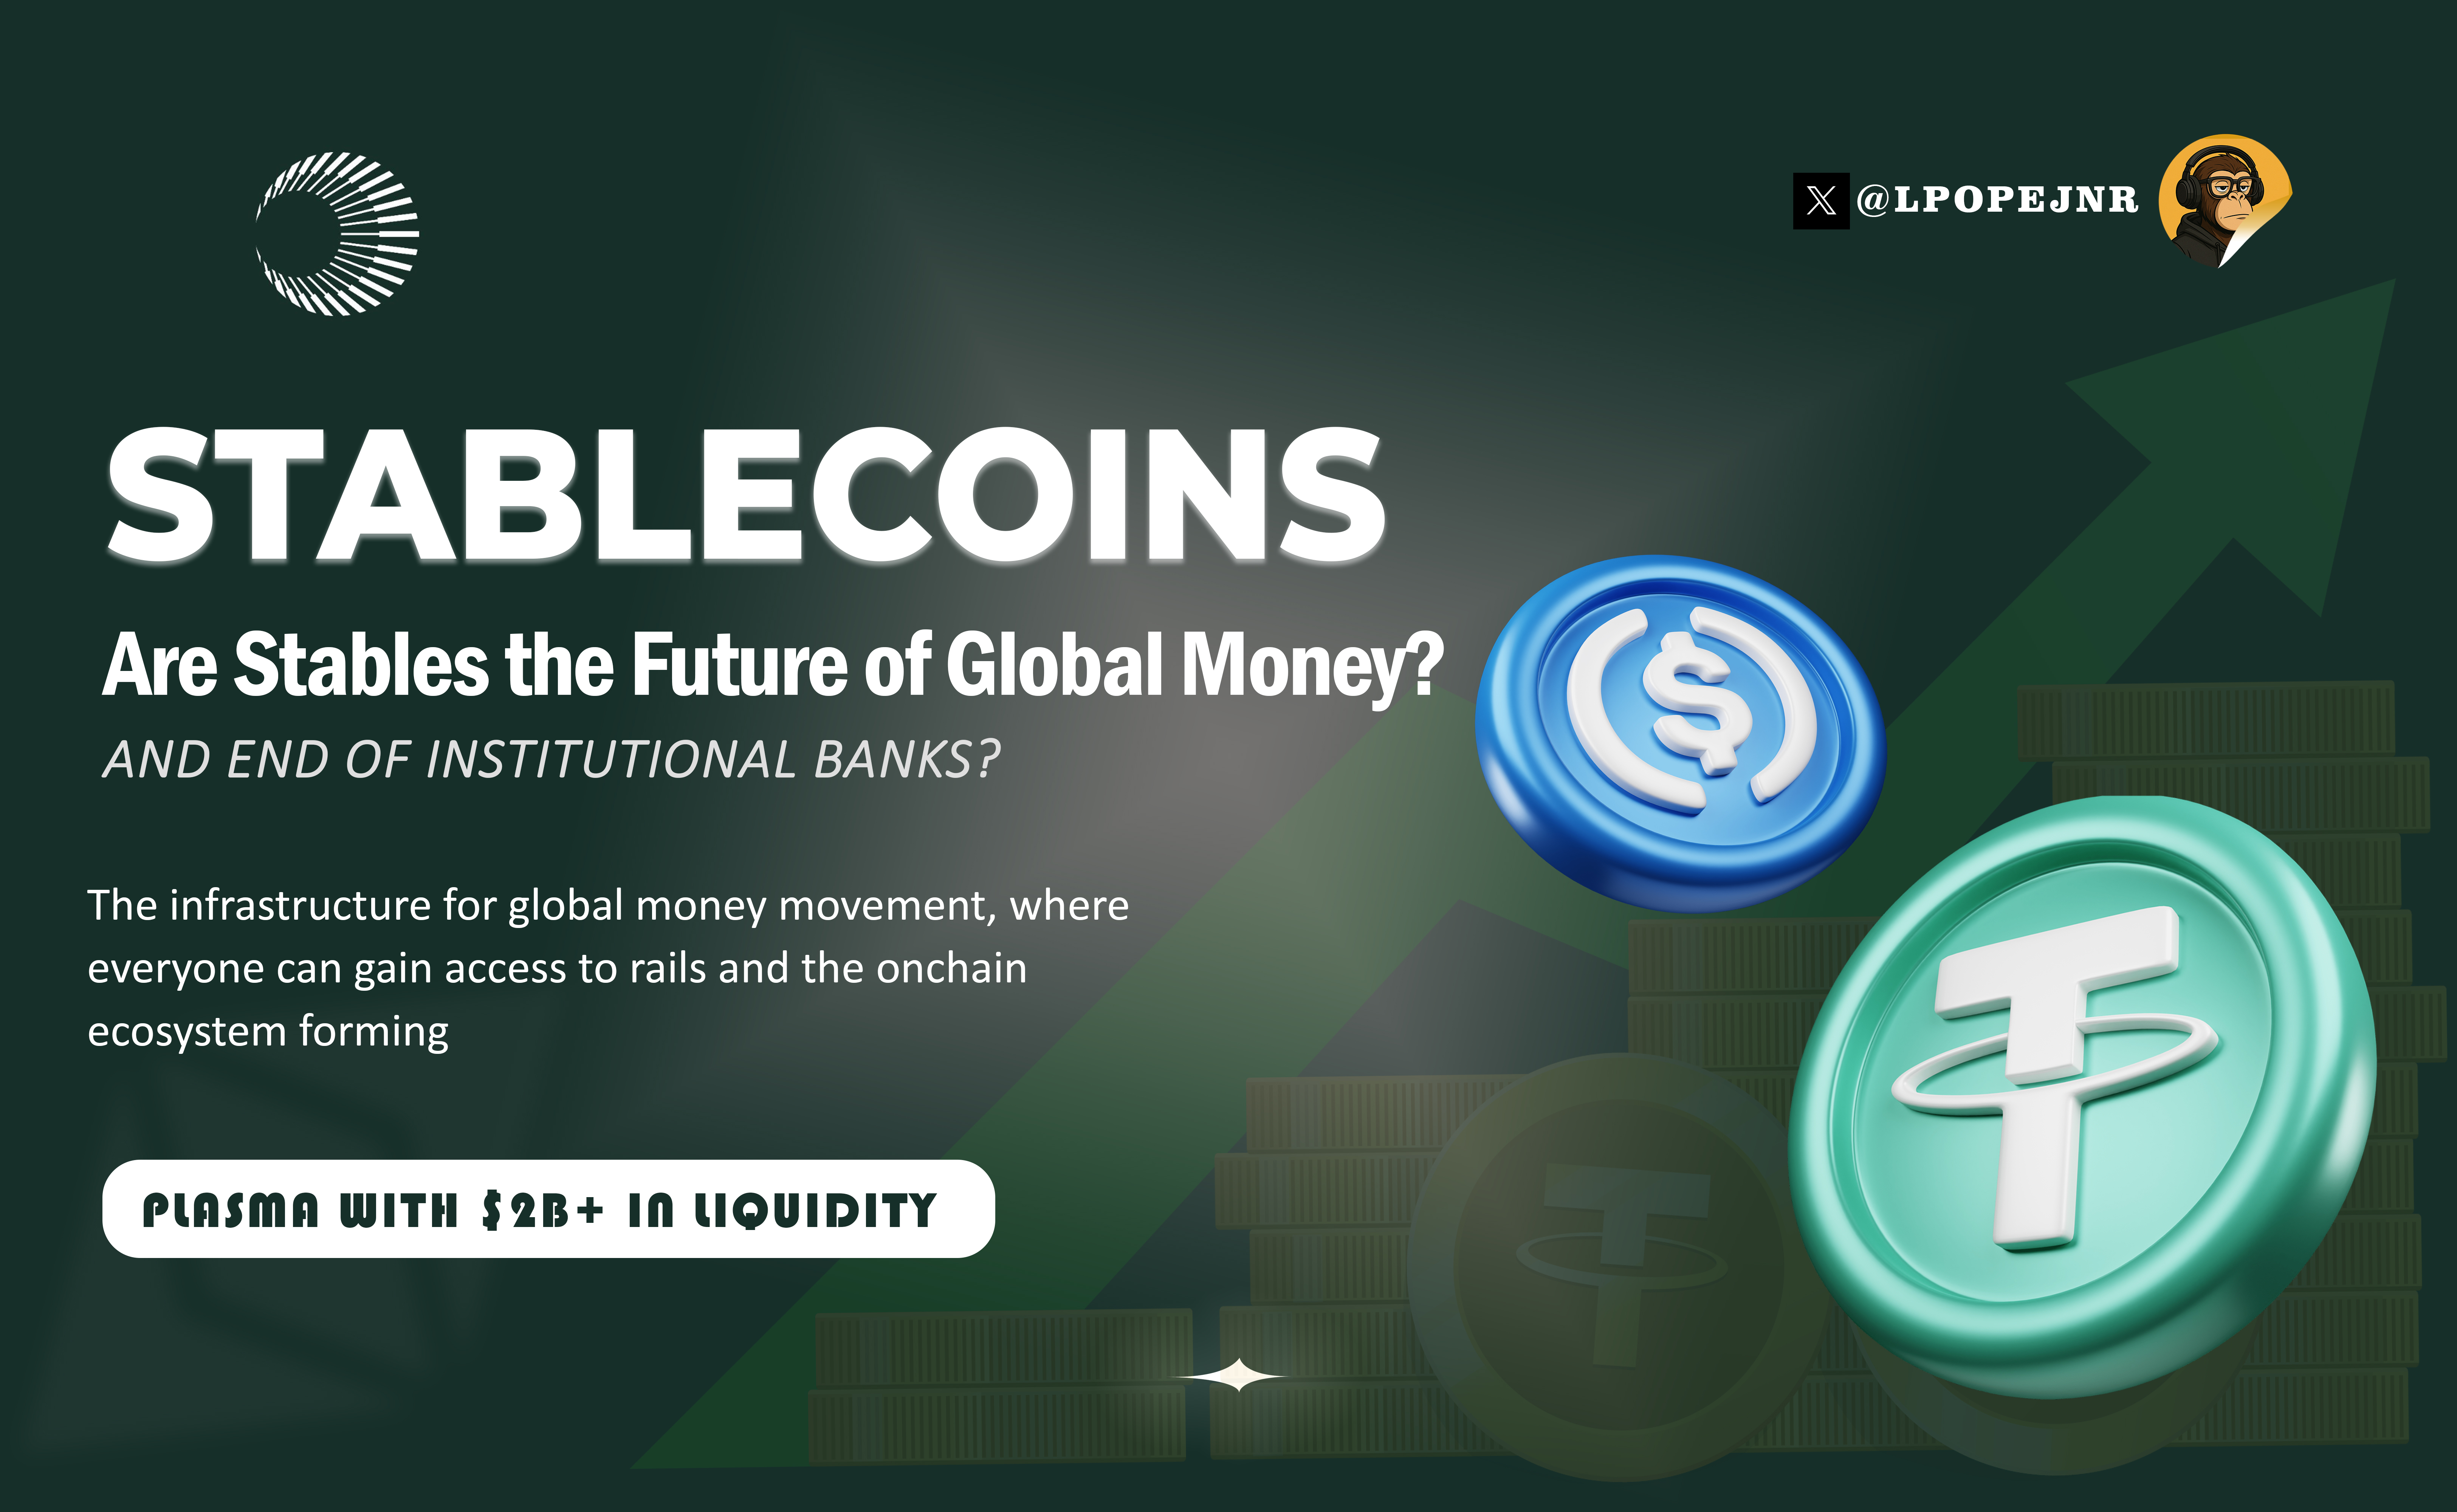 @LPOPEJNR
STABLECOINS
Are Stables the Future of Global Money?
AND END OF INSTITUTIONAL BANKS?
The infrastructure for global money movement, where
everyone can gain access to rails and the onchain
ecosystem forming
PLASMA WITH $2B+ IN LIQUIDITY